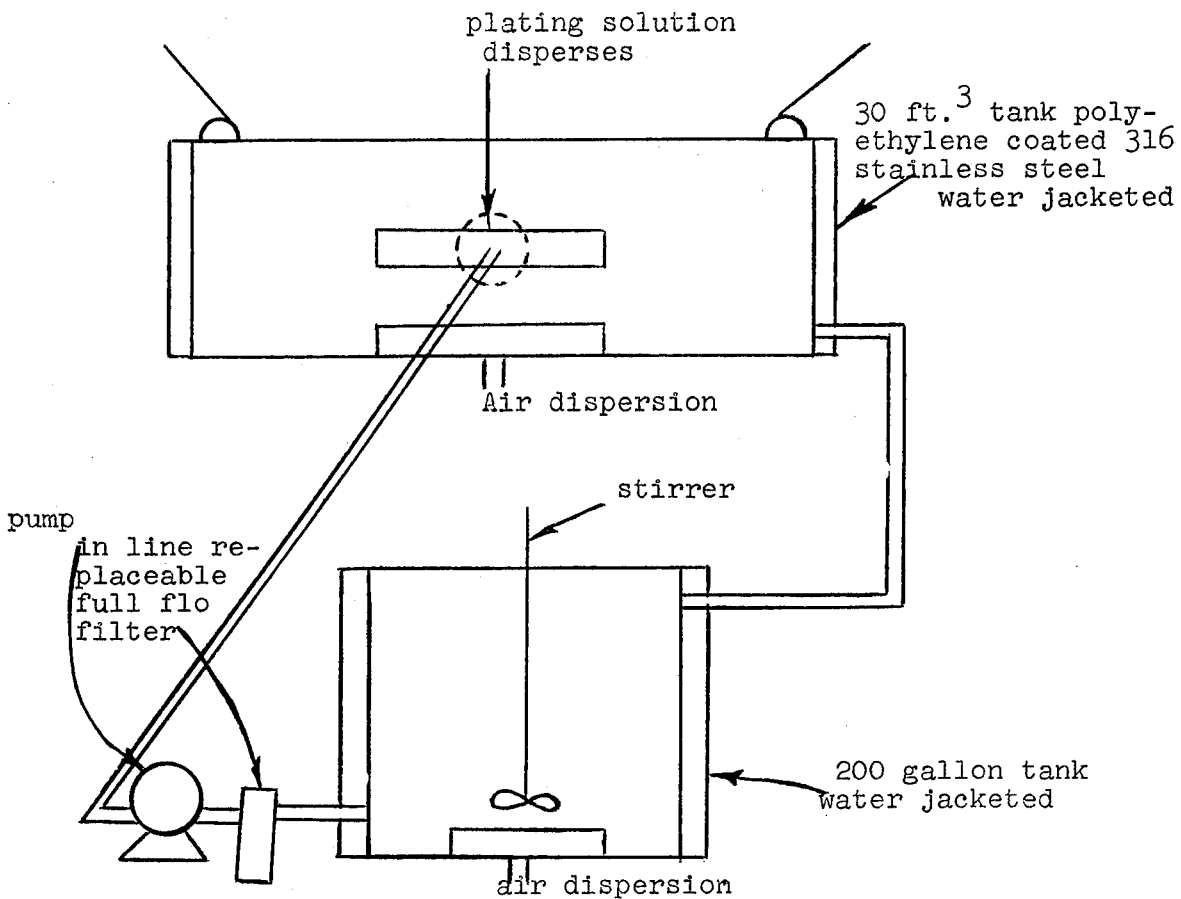 plating solution
disperses
30 ft.3 tank poly-
ethylene coated 316
stainless steel
water jacketed
Air dispersion
stirrer
pump
in line re-
placeable
full flo
filter
200 gallon tank
water jacketed
air dispersion